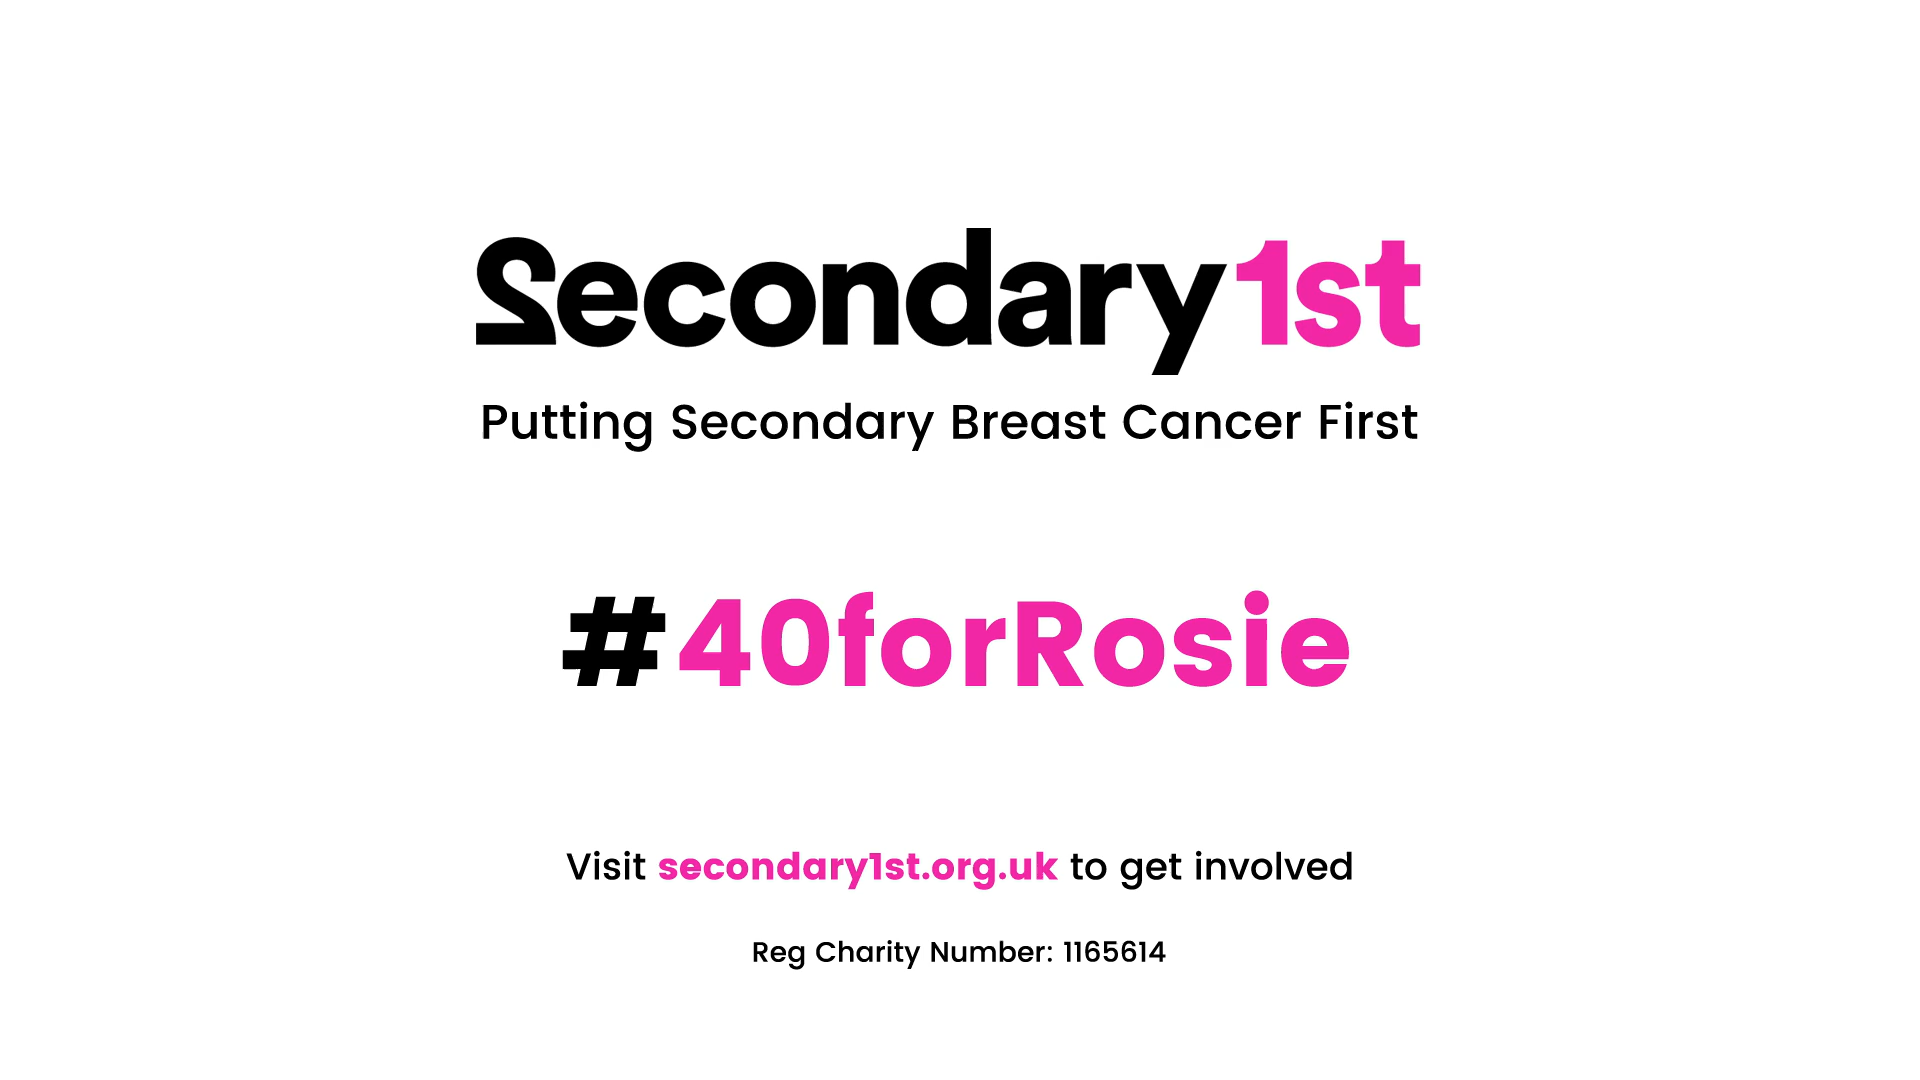 Secondary1st
Putting Secondary Breast Cancer First
#40forRosie
Visit secondary1st.org.uk to get involved
Reg Charity Number: 1165614